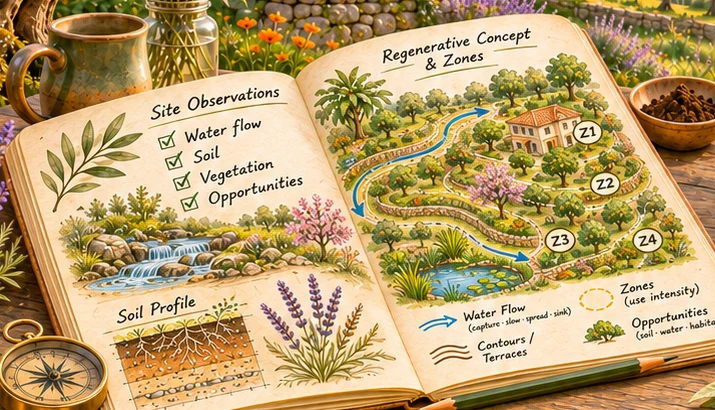 Site Observations
Water flow
Soil
Vegetation
Opportunities
Soil Profile
Regenerative Concept
& Zones
Z1
Z2
Z3
Z4
Water Flow
(capture · slow · spread · sink)
Contours /
Terraces
Zones
(use intensity)
Opportunities
(soil · water · habita